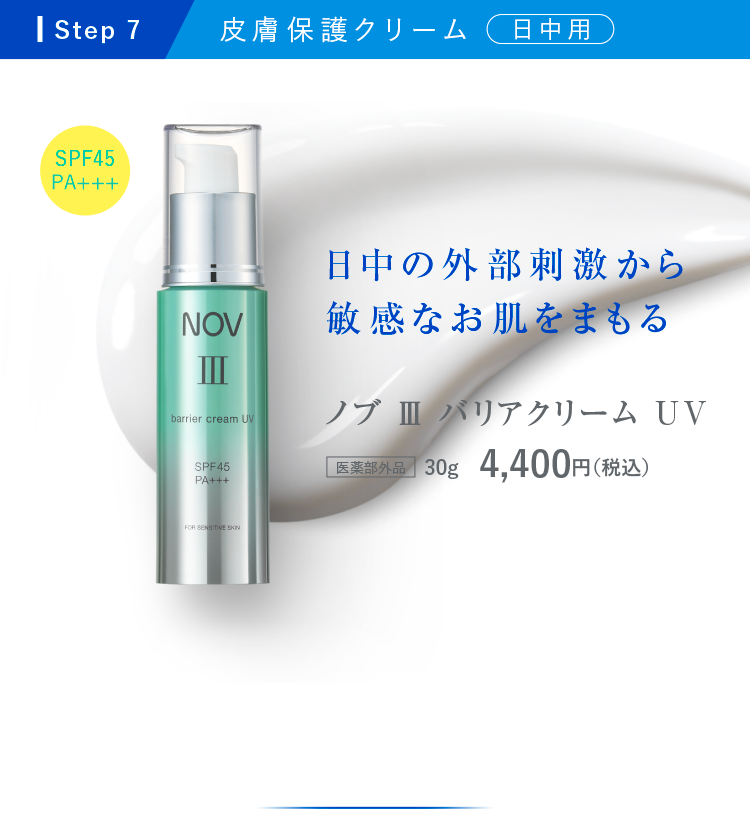 Step 7
皮膚保護クリーム 日中用
SPF45
PA+++
NOV
III
barrier cream UV
SPF45
PA+++
FOR SENSITIVE SKIN
日中の外部刺激から
敏感なお肌をまもる
ノブ Ⅲ バリアクリーム UV
医薬部外品 30g 4,400円(税込)